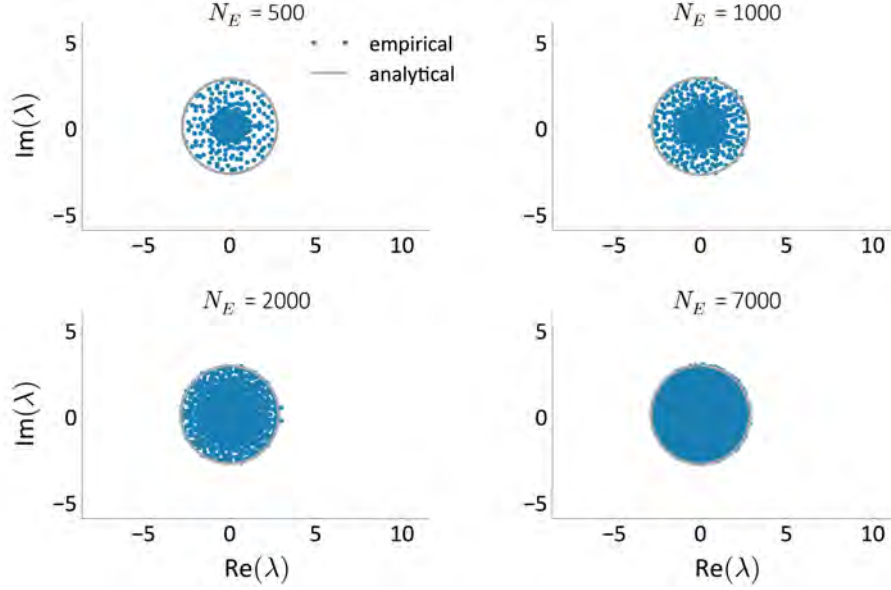 N_E = 500
N_E = 1000
empirical
analytical
5
0
−5
Im(λ)
−5 0 5 10
5
0
−5
−5 0 5 10
N_E = 2000
N_E = 7000
5
0
−5
Im(λ)
−5 0 5 10
Re(λ)
5
0
−5
−5 0 5 10
Re(λ)